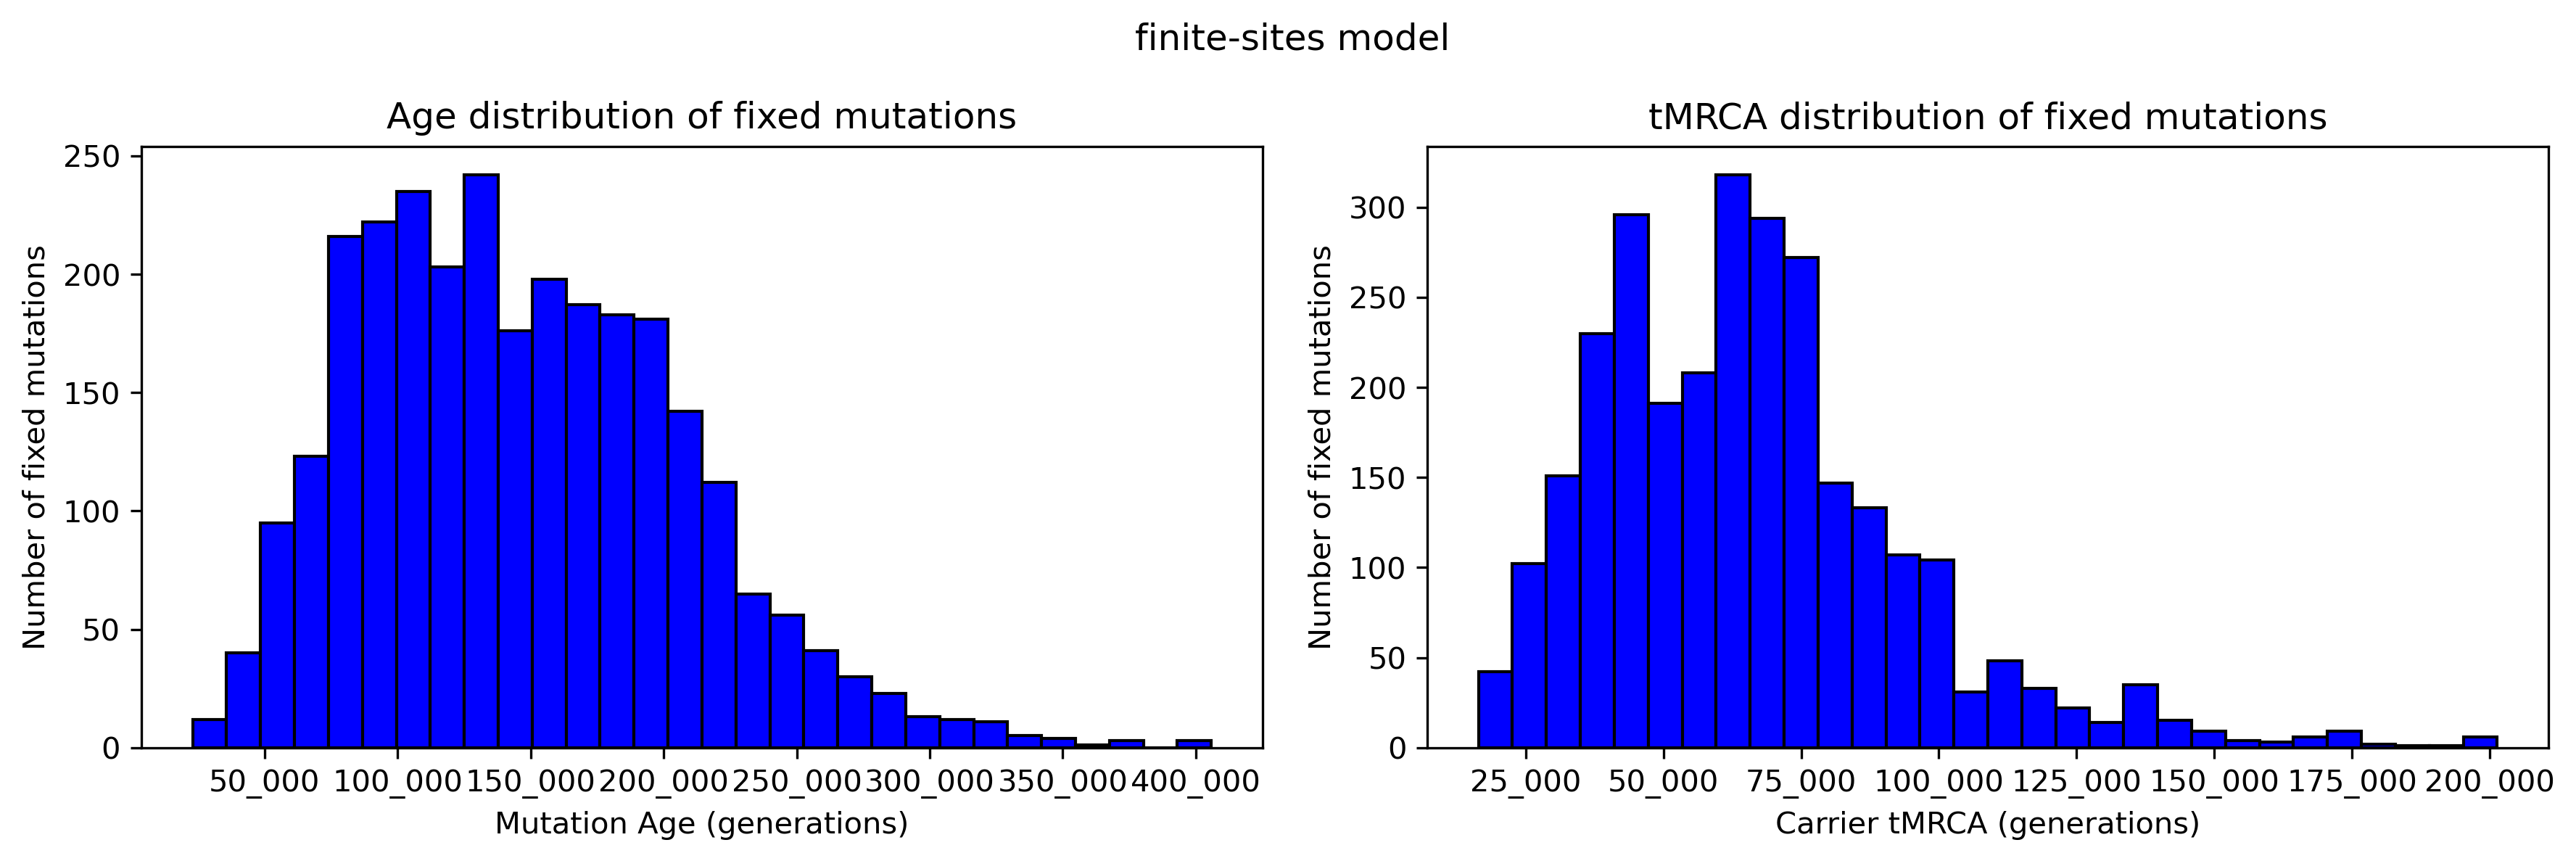 finite-sites model
Age distribution of fixed mutations
250
200
150
100
50
0
Number of fixed mutations
50_000 100_000 150_000 200_000 250_000 300_000 350_000 400_000
Mutation Age (generations)
tMRCA distribution of fixed mutations
300
250
200
150
100
50
0
Number of fixed mutations
25_000 50_000 75_000 100_000 125_000 150_000 175_000 200_000
Carrier tMRCA (generations)